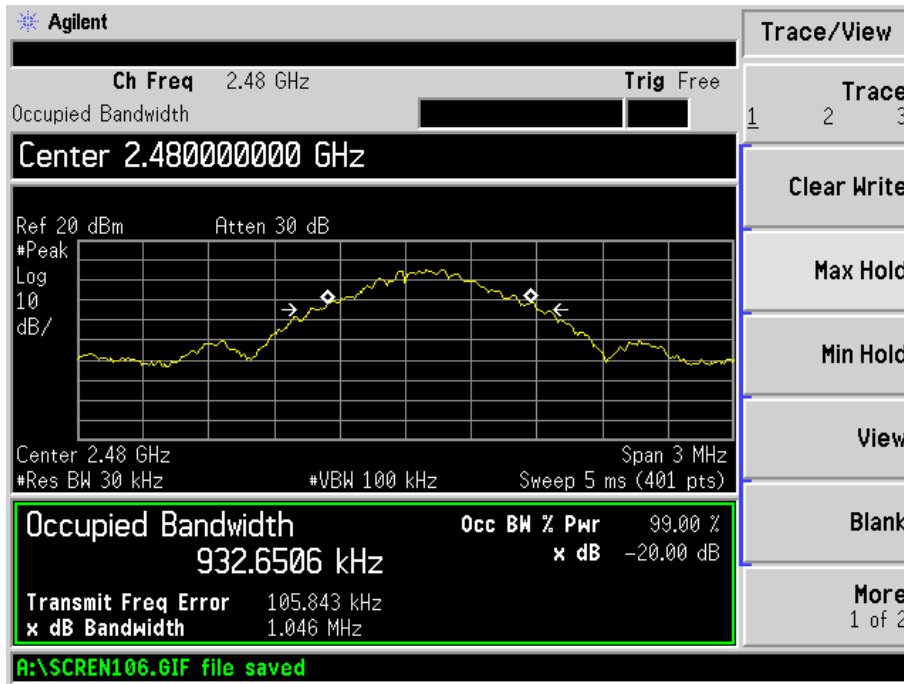 Agilent
Trace/View
Ch Freq 2.48 GHz Trig Free
Occupied Bandwidth
Trace
1 2 3
Center 2.480000000 GHz
Clear Write
Ref 20 dBm Atten 30 dB
#Peak
Log
10
dB/
Max Hold
Min Hold
View
Center 2.48 GHz Span 3 MHz
#Res BW 30 kHz #VBW 100 kHz Sweep 5 ms (401 pts)
Occupied Bandwidth
932.6506 kHz
Occ BW % Pwr 99.00 %
x dB -20.00 dB
Blank
Transmit Freq Error 105.843 kHz
x dB Bandwidth 1.046 MHz
More
1 of 2
A:\SCREN106.GIF file saved